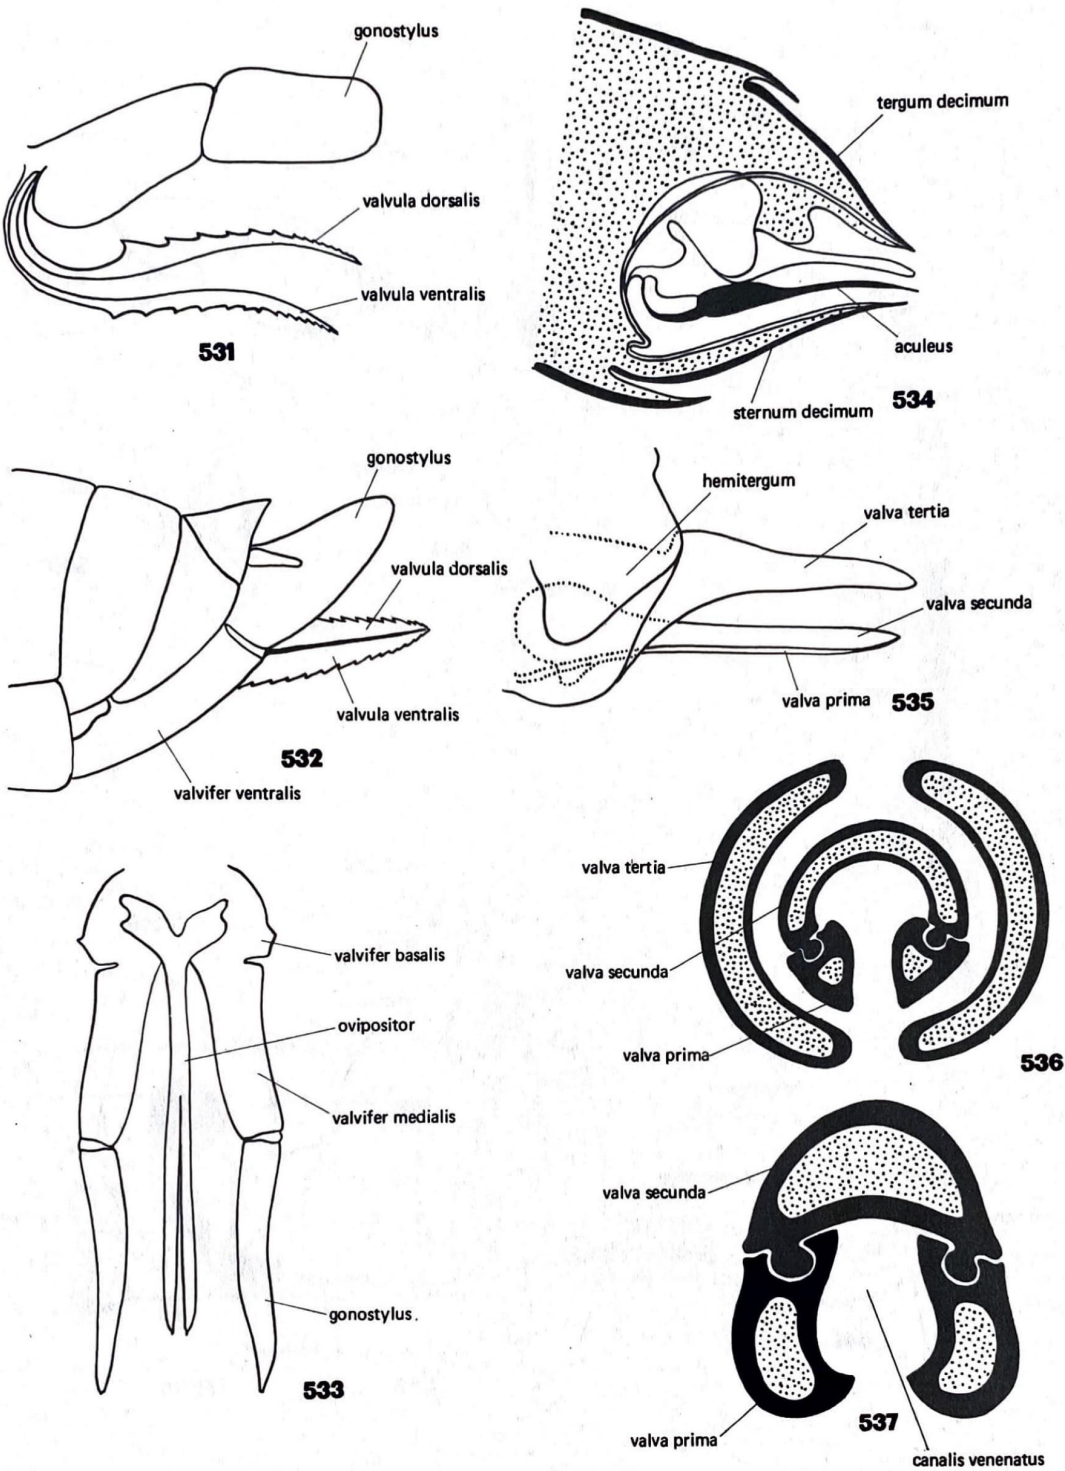 gonostylus
valvula dorsalis
valvula ventralis
531
tergum decimum
aculeus
sternum decimum
534
gonostylus
valvula dorsalis
valvula ventralis
532
valvifer ventralis
hemitergum
valva tertia
valva secunda
valva prima
535
valvifer basalis
ovipositor
valvifer medialis
gonostylus.
533
valva tertia
valva secunda
valva prima
536
valva secunda
537
valva prima
canalis venenatus